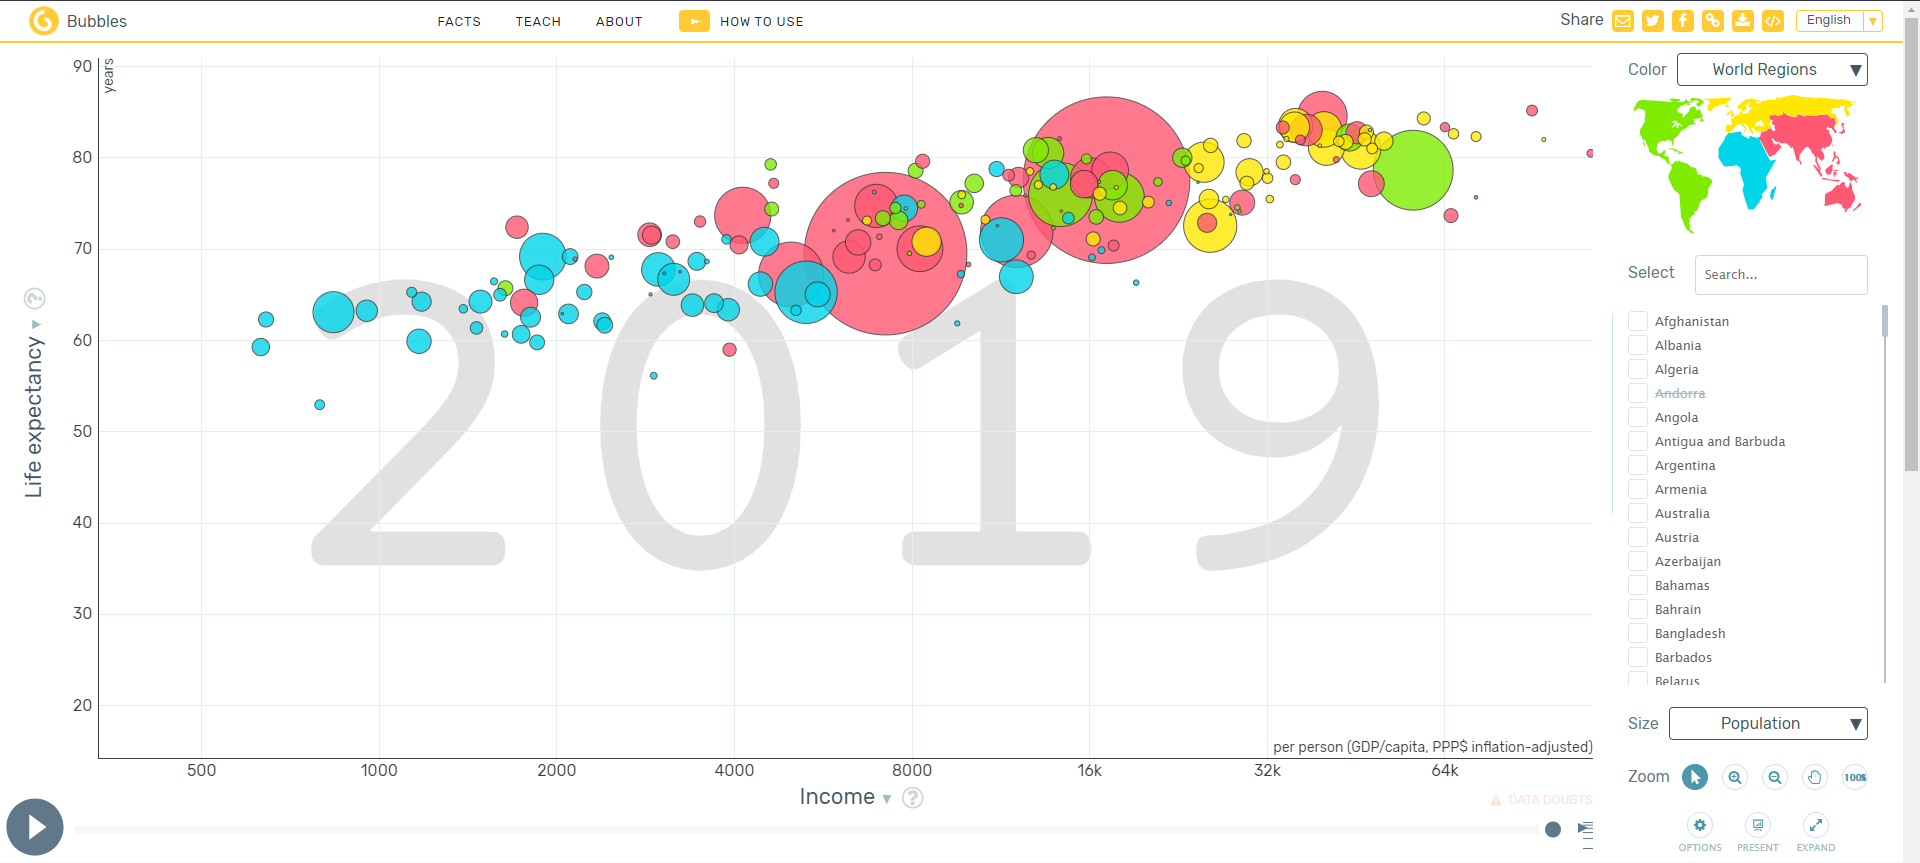 Bubbles
FACTS
TEACH
ABOUT
HOW TO USE
Share
English ▼
90
80
70
60
50
40
30
20
years
Life expectancy
2019
per person (GDP/capita, PPP$ inflation-adjusted)
500
1000
2000
4000
8000
16k
32k
64k
Income
?
DATA DOUBTS
Color
World Regions
Select
Search...
Afghanistan
Albania
Algeria
Andorra
Angola
Antigua and Barbuda
Argentina
Armenia
Australia
Austria
Azerbaijan
Bahamas
Bahrain
Bangladesh
Barbados
Belarus
Size
Population
Zoom
100%
OPTIONS
PRESENT
EXPAND